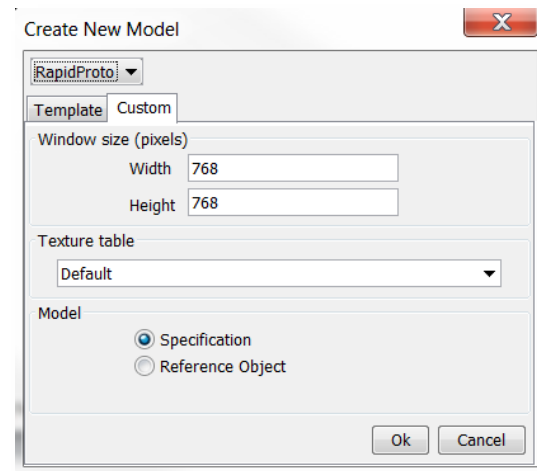 Create New Model
RapidProto
Template Custom
Window size (pixels)
Width 768
Height 768
Texture table
Default
Model
Specification
Reference Object
Ok Cancel